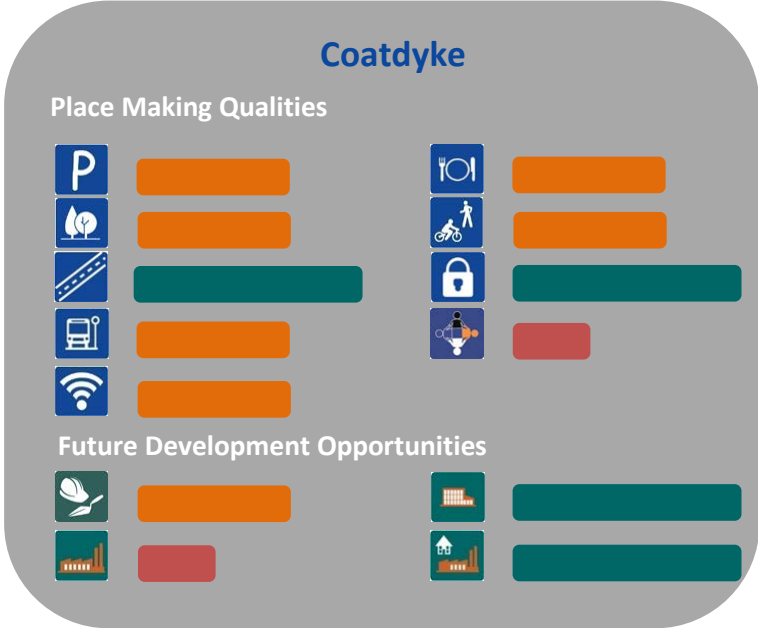 Coatdyke
Place Making Qualities
P
Future Development Opportunities